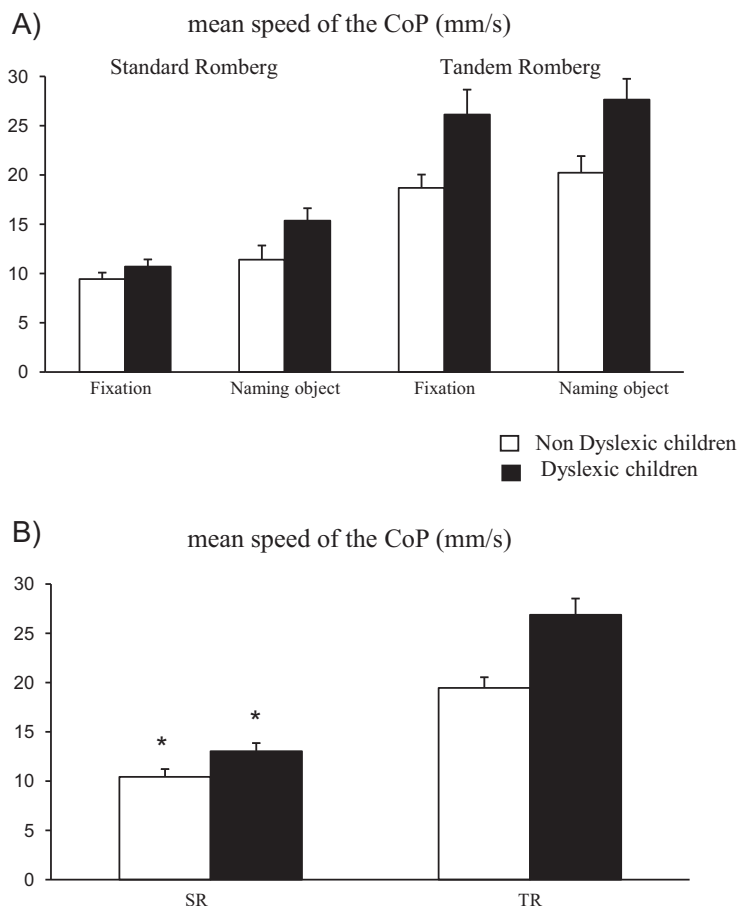 A)
mean speed of the CoP (mm/s)
Standard Romberg Tandem Romberg
30
25
20
15
10
5
0
Fixation Naming object Fixation Naming object
Non Dyslexic children
Dyslexic children
B)
mean speed of the CoP (mm/s)
30
25
20
15
10
5
0
* *
SR TR